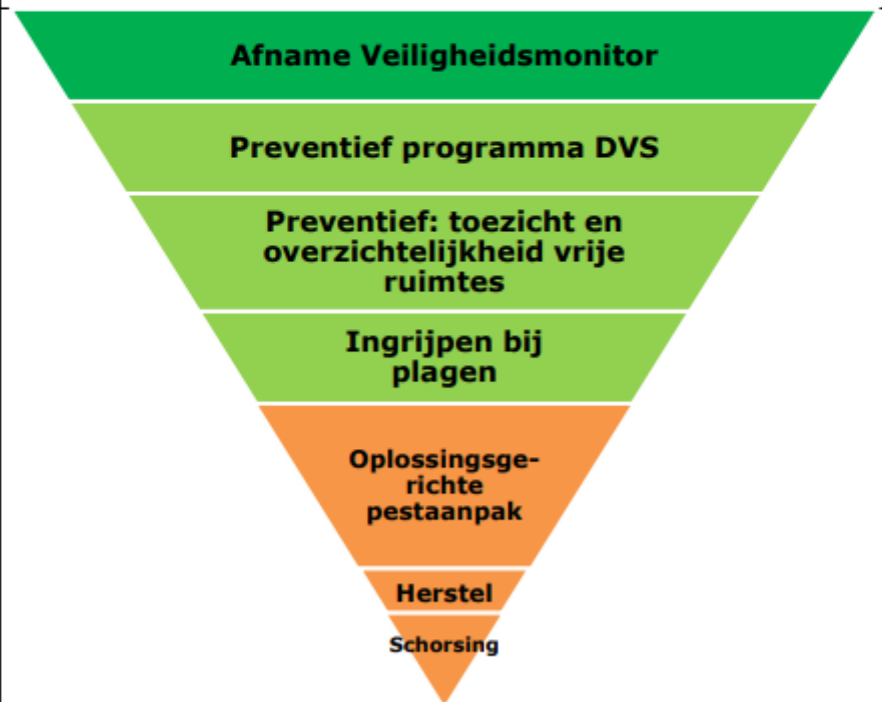 Afname Veiligheidsmonitor
Preventief programma DVS
Preventief: toezicht en
overzichtelijkheid vrije
ruimtes
Ingrijpen bij
plagen
Oplossingsge-
richte
pestaanpak
Herstel
Schorsing